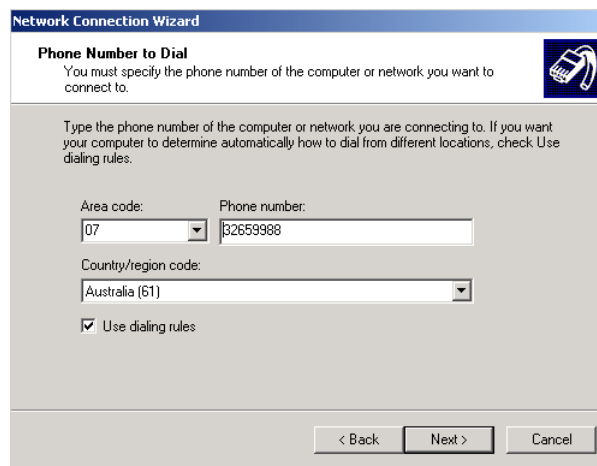 Network Connection Wizard
Phone Number to Dial
You must specify the phone number of the computer or network you want to
connect to.
Type the phone number of the computer or network you are connecting to. If you want
your computer to determine automatically how to dial from different locations, check Use
dialing rules.
Area code: Phone number:
07 32659988
Country/region code:
Australia (61)
Use dialing rules
< Back Next > Cancel